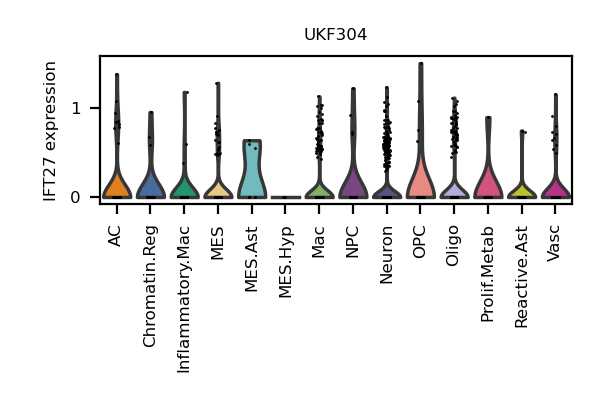 UKF304
IFT27 expression
1
0
AC
Chromatin.Reg
Inflammatory.Mac
MES
MES.Ast
MES.Hyp
Mac
NPC
Neuron
OPC
Oligo
Prolif.Metab
Reactive.Ast
Vasc